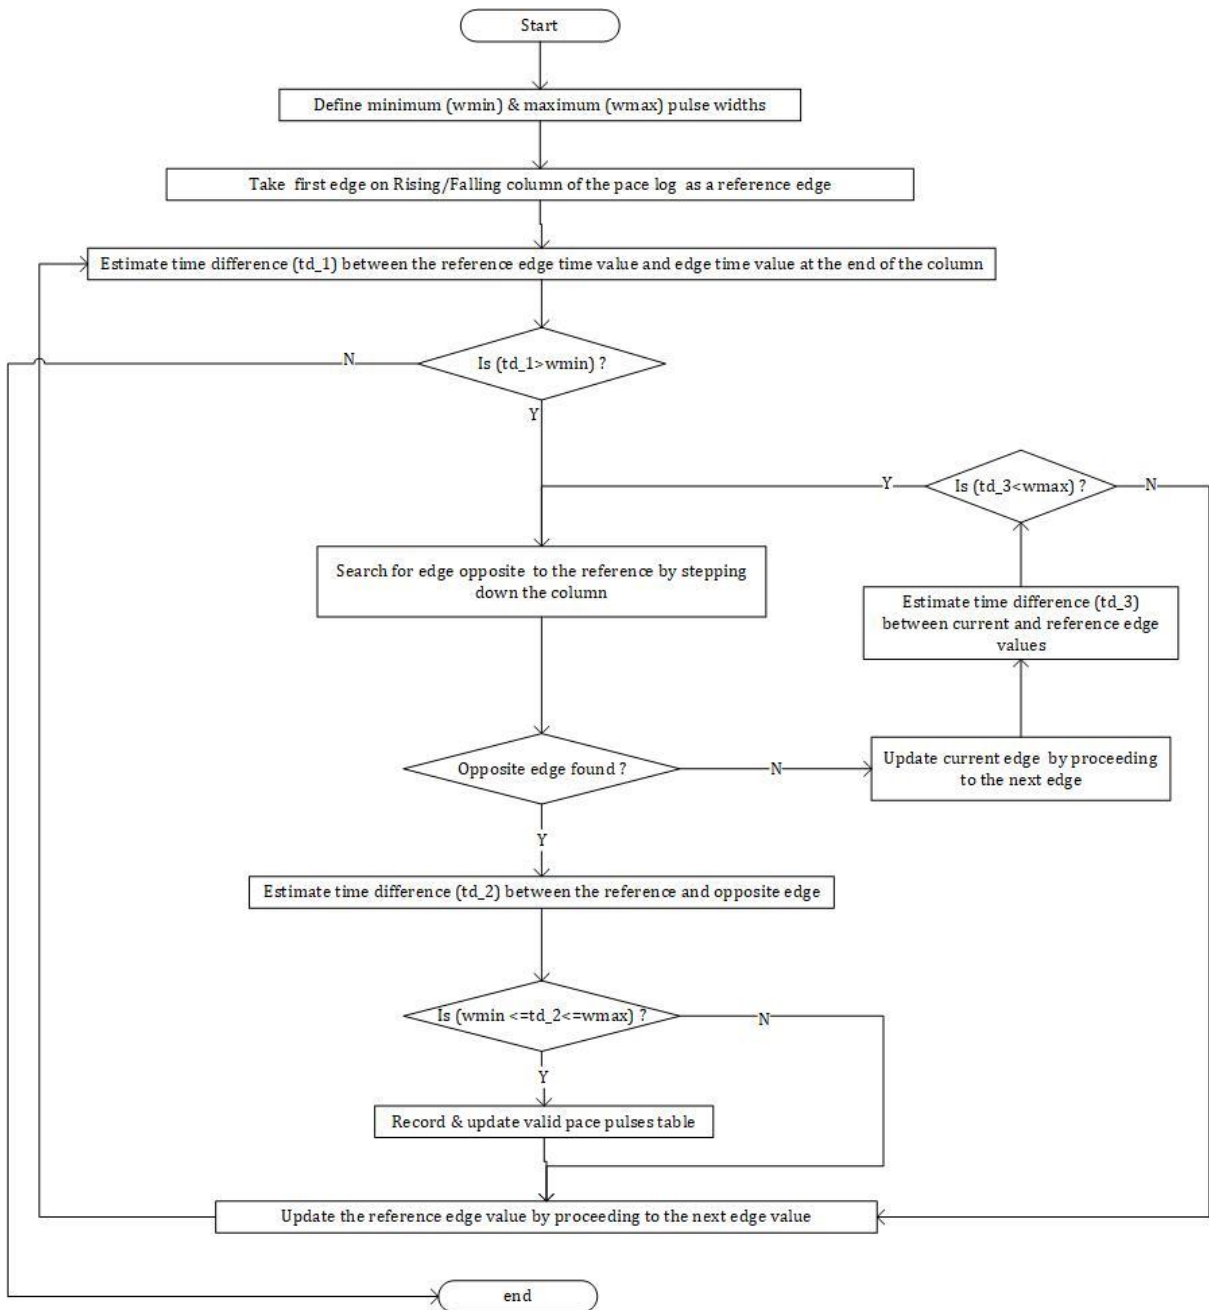 Start
Define minimum (wmin) & maximum (wmax) pulse widths
Take first edge on Rising/Falling column of the pace log as a reference edge
Estimate time difference (td_1) between the reference edge time value and edge time value at the end of the column
Is (td_1>wmin) ?
N
Y
Is (td_3<wmax) ?
Y
N
Search for edge opposite to the reference by stepping
down the column
Estimate time difference (td_3)
between current and reference edge
values
Opposite edge found ?
N
Update current edge by proceeding
to the next edge
Y
Estimate time difference (td_2) between the reference and opposite edge
Is (wmin <=td_2<=wmax) ?
N
Y
Record & update valid pace pulses table
Update the reference edge value by proceeding to the next edge value
end